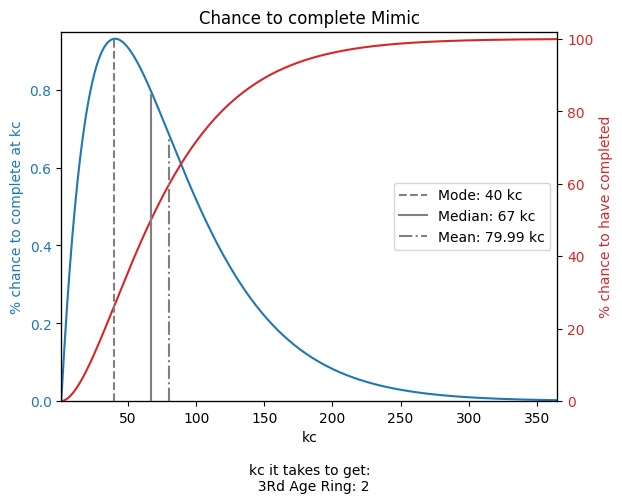 Chance to complete Mimic
% chance to complete at kc
0.0
0.2
0.4
0.6
0.8
% chance to have completed
0
20
40
60
80
100
Mode: 40 kc
Median: 67 kc
Mean: 79.99 kc
50
100
150
200
250
300
350
kc
kc it takes to get:
3Rd Age Ring: 2